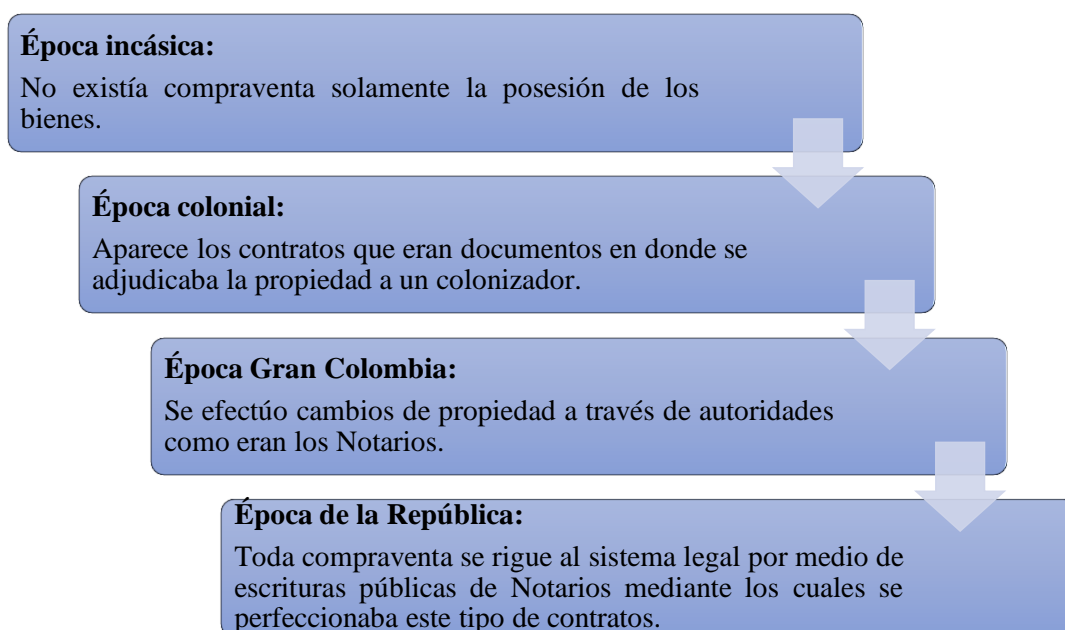 Época incásica:
No existía compraventa solamente la posesión de los
bienes.
Época colonial:
Aparece los contratos que eran documentos en donde se
adjudicaba la propiedad a un colonizador.
Época Gran Colombia:
Se efectúo cambios de propiedad a través de autoridades
como eran los Notarios.
Época de la República:
Toda compraventa se rigue al sistema legal por medio de
escrituras públicas de Notarios mediante los cuales se
perfeccionaba este tipo de contratos.